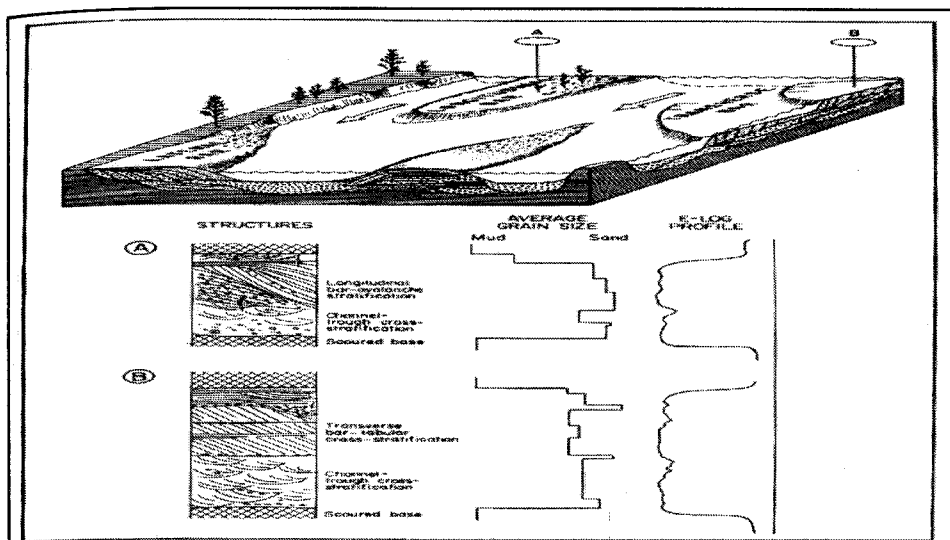 A
B
STRUCTURES
AVERAGE
GRAIN SIZE
Mud
Sand
E-LOG
PROFILE
A
Longitudinal
bar-avalanche
stratification
Channel-
trough cross-
stratification
Scoured base
B
Transverse
bar-tabular
cross-stratification
Channel-
trough cross-
stratification
Scoured base